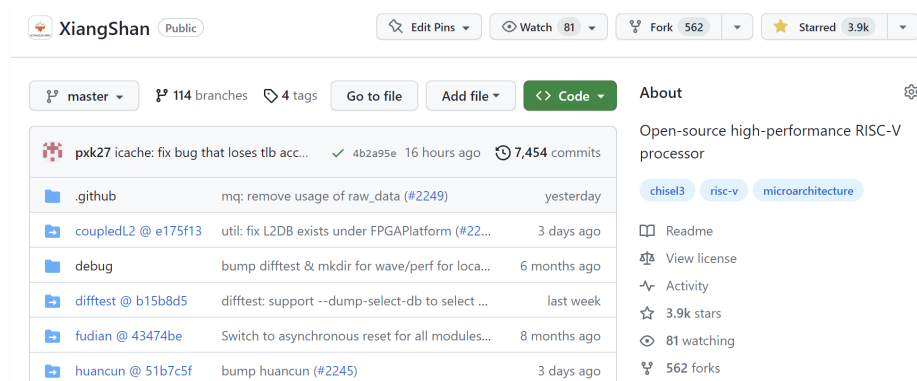 XiangShan Public Edit Pins Watch 81 Fork 562 Starred 3.9k
master 114 branches 4 tags Go to file Add file <> Code
pxk27 icache: fix bug that loses tlb acc... 4b2a95e 16 hours ago 7,454 commits
.github mq: remove usage of raw_data (#2249) yesterday
coupledL2 @ e175f13 util: fix L2DB exists under FPGAPlatform (#22... 3 days ago
debug bump difftest & mkdir for wave/perf for loca... 6 months ago
difftest @ b15b8d5 difftest: support --dump-select-db to select ... last week
fudian @ 43474be Switch to asynchronous reset for all modules... 8 months ago
huancun @ 51b7c5f bump huancun (#2245) 3 days ago
About
Open-source high-performance RISC-V
processor
chisel3 risc-v microarchitecture
Readme
View license
Activity
3.9k stars
81 watching
562 forks